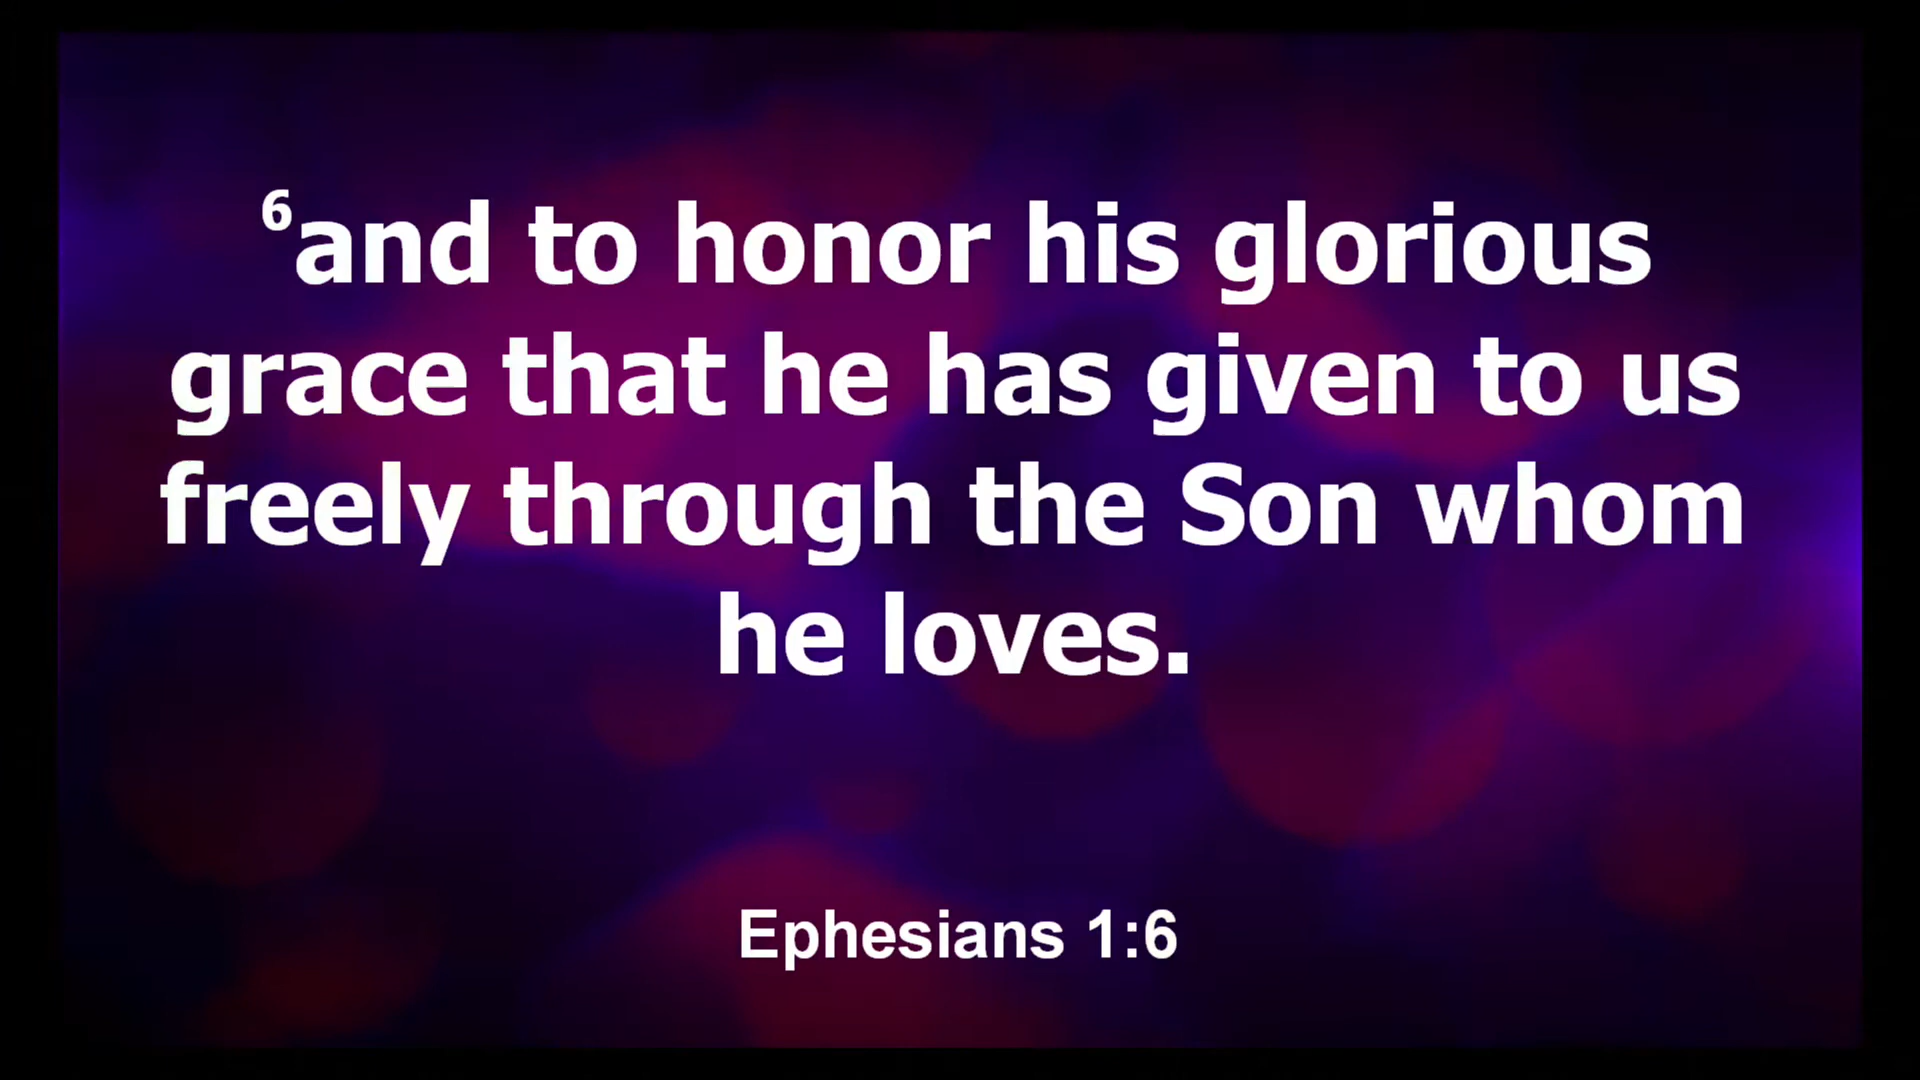 ⁶and to honor his glorious
grace that he has given to us
freely through the Son whom
he loves.
Ephesians 1:6